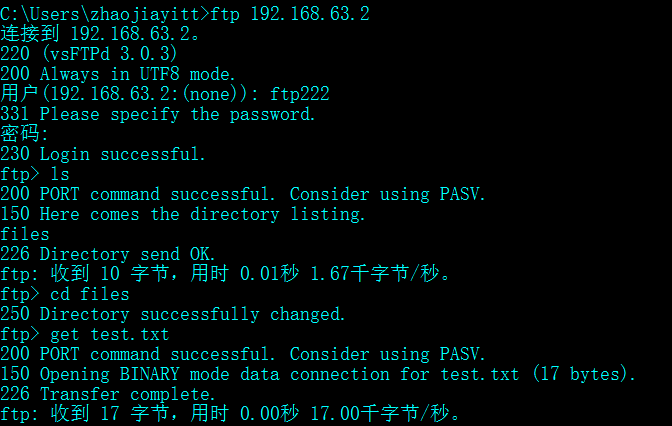 C:\Users\zhaojiayitt>ftp 192.168.63.2
连接到 192.168.63.2。
220 (vsFTPd 3.0.3)
200 Always in UTF8 mode.
用户(192.168.63.2:(none)): ftp222
331 Please specify the password.
密码:
230 Login successful.
ftp> ls
200 PORT command successful. Consider using PASV.
150 Here comes the directory listing.
files
226 Directory send OK.
ftp: 收到 10 字节，用时 0.01秒 1.67千字节/秒。
ftp> cd files
250 Directory successfully changed.
ftp> get test.txt
200 PORT command successful. Consider using PASV.
150 Opening BINARY mode data connection for test.txt (17 bytes).
226 Transfer complete.
ftp: 收到 17 字节，用时 0.00秒 17.00千字节/秒。